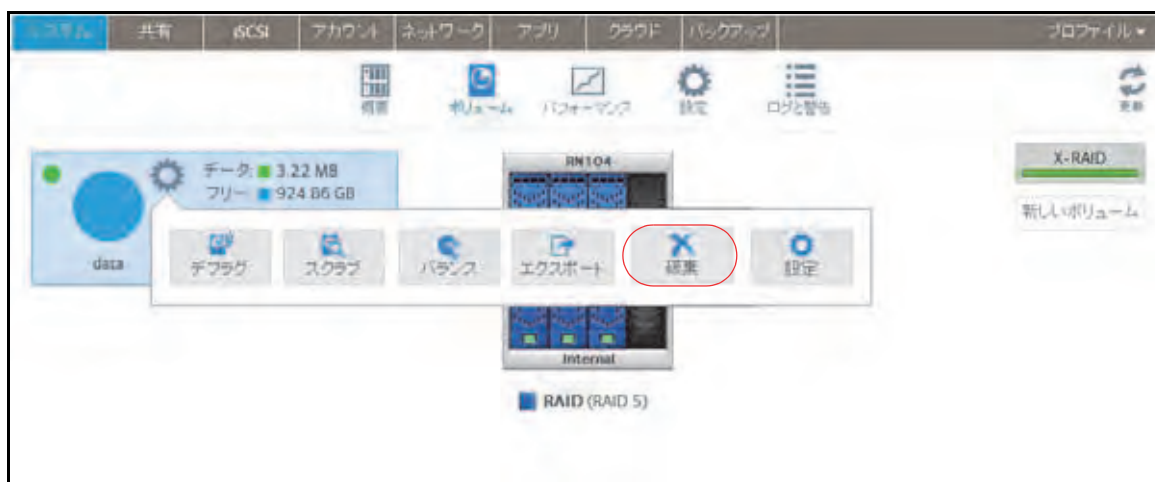 システム 共有 iSCSI アカウント ネットワーク アプリ クラウド バックアップ プロファイル
概要 ボリューム パフォーマンス 設定 ログと警告 更新
データ: 3.22 MB
フリー: 924.86 GB
data
RN104
X-RAID
新しいボリューム
デフラグ スクラブ バランス エクスポート 破棄 設定
Internal
RAID (RAID 5)